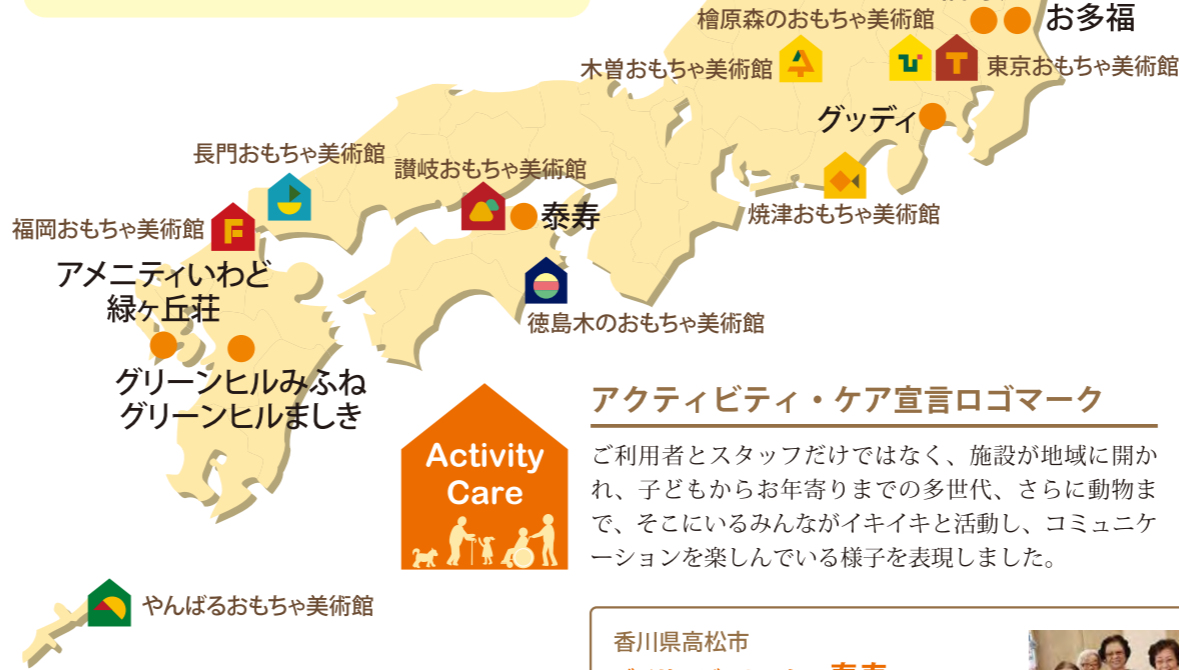 お多福
檜原森のおもちゃ美術館
木曽おもちゃ美術館
東京おもちゃ美術館
T
グッディ
長門おもちゃ美術館
讃岐おもちゃ美術館
焼津おもちゃ美術館
福岡おもちゃ美術館
F
泰寿
アメニティいわど
緑ヶ丘荘
徳島木のおもちゃ美術館
グリーンヒルみふね
グリーンヒルましき
Activity
Care
アクティビティ・ケア宣言ロゴマーク
ご利用者とスタッフだけではなく、施設が地域に開か
れ、子どもからお年寄りまでの多世代、さらに動物ま
で、そこにいるみんながイキイキと活動し、コミュニケ
ーションを楽しんでいる様子を表現しました。
やんばるおもちゃ美術館
香川県高松市